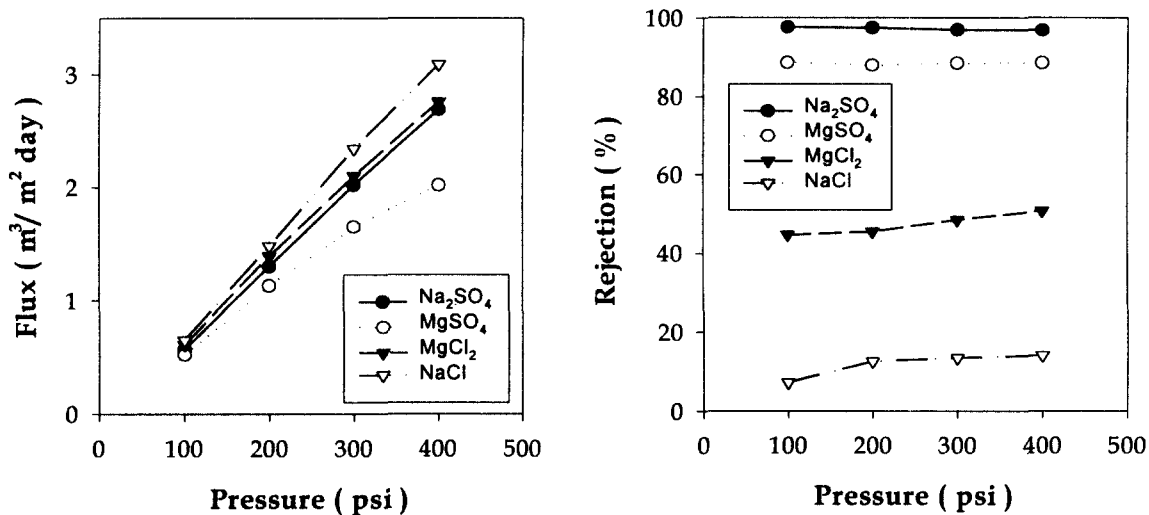 Flux ( m³/ m² day )
3
2
1
0
0 100 200 300 400 500
Pressure ( psi )
Na₂SO₄
MgSO₄
MgCl₂
NaCl
Rejection ( % )
100
80
60
40
20
0
0 100 200 300 400 500
Pressure ( psi )
Na₂SO₄
MgSO₄
MgCl₂
NaCl